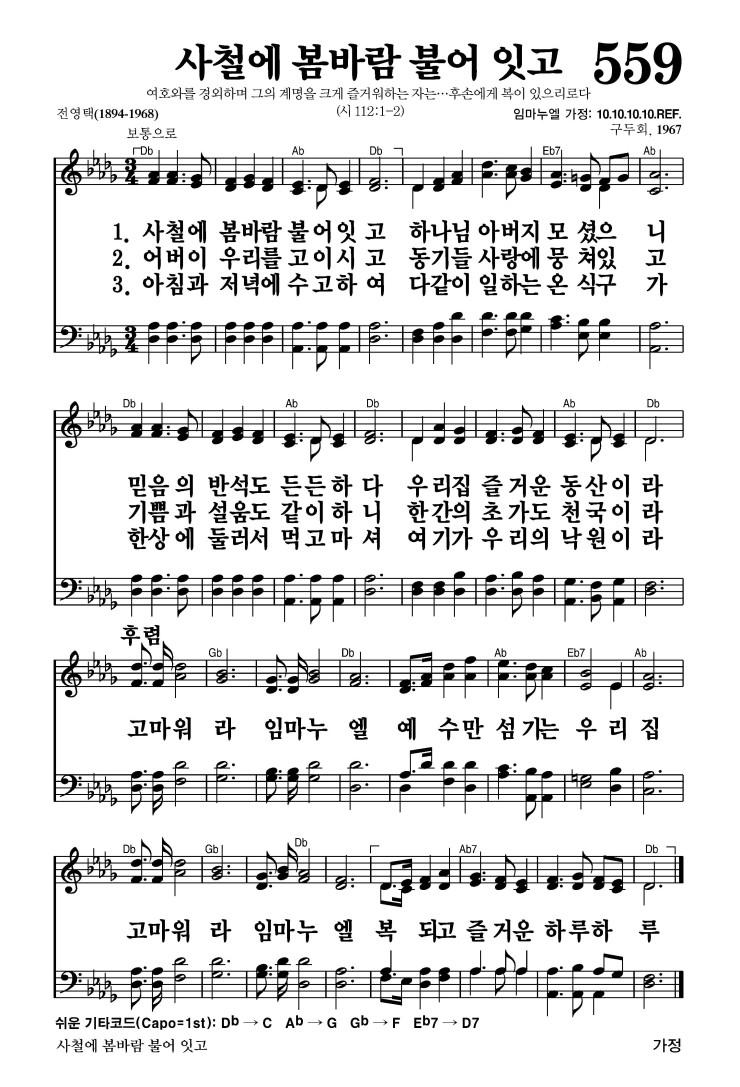 사철에 봄바람 불어 잇고 559
여호와를 경외하며 그의 계명을 크게 즐거워하는 자는…후손에게 복이 있으리로다
전영택(1894-1968) (시 112:1-2) 임마누엘 가정: 10.10.10.10.REF.
보통으로 구두회, 1967
Db Ab Db Eb7 Ab
3/4
1. 사철에 봄바람 불어잇 고 하나님 아버지 모 셨으 니
2. 어버이 우리를 고이시 고 동기들 사랑에 뭉 쳐있 고
3. 아침과 저녁에 수고하 여 다같이 일하는 온 식구 가
3/4
Db Ab Db Ab Db
믿음의 반석도 든든하 다 우리집 즐거운 동산이 라
기쁨과 설움도 같이하 니 한간의 초가도 천국이 라
한상에 둘러서 먹고마 셔 여기가 우리의 낙원이 라
후렴
Gb Db Ab Eb7 Ab
고마워 라 임마누 엘 예 수만 섬기는 우 리 집
Db Gb Db Ab7 Db
고마워 라 임마누 엘 복 되고 즐거운 하루하 루
쉬운 기타코드(Capo=1st): Db → C Ab → G Gb → F Eb7 → D7
사철에 봄바람 불어 잇고 가정